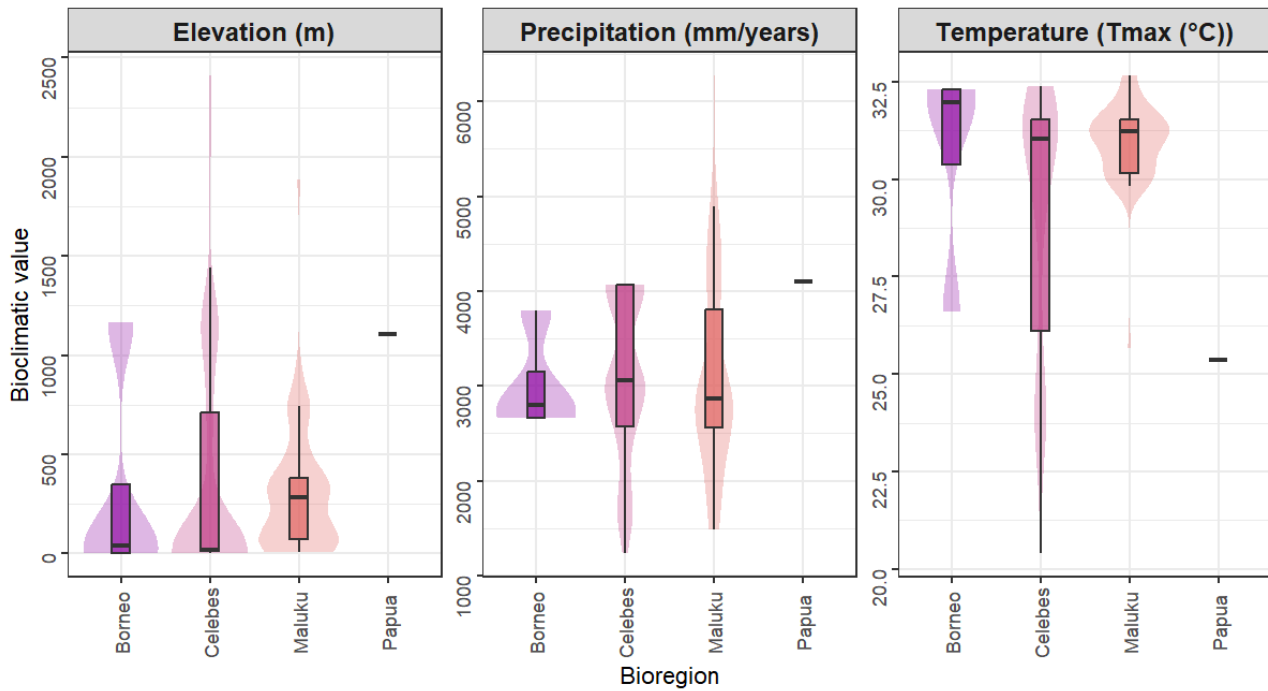 Elevation (m)
Precipitation (mm/years)
Temperature (Tmax (°C))
Bioclimatic value
2500
2000
1500
1000
500
0
6000
5000
4000
3000
2000
1000
32.5
30.0
27.5
25.0
22.5
20.0
Borneo
Celebes
Maluku
Papua
Borneo
Celebes
Maluku
Papua
Borneo
Celebes
Maluku
Papua
Bioregion